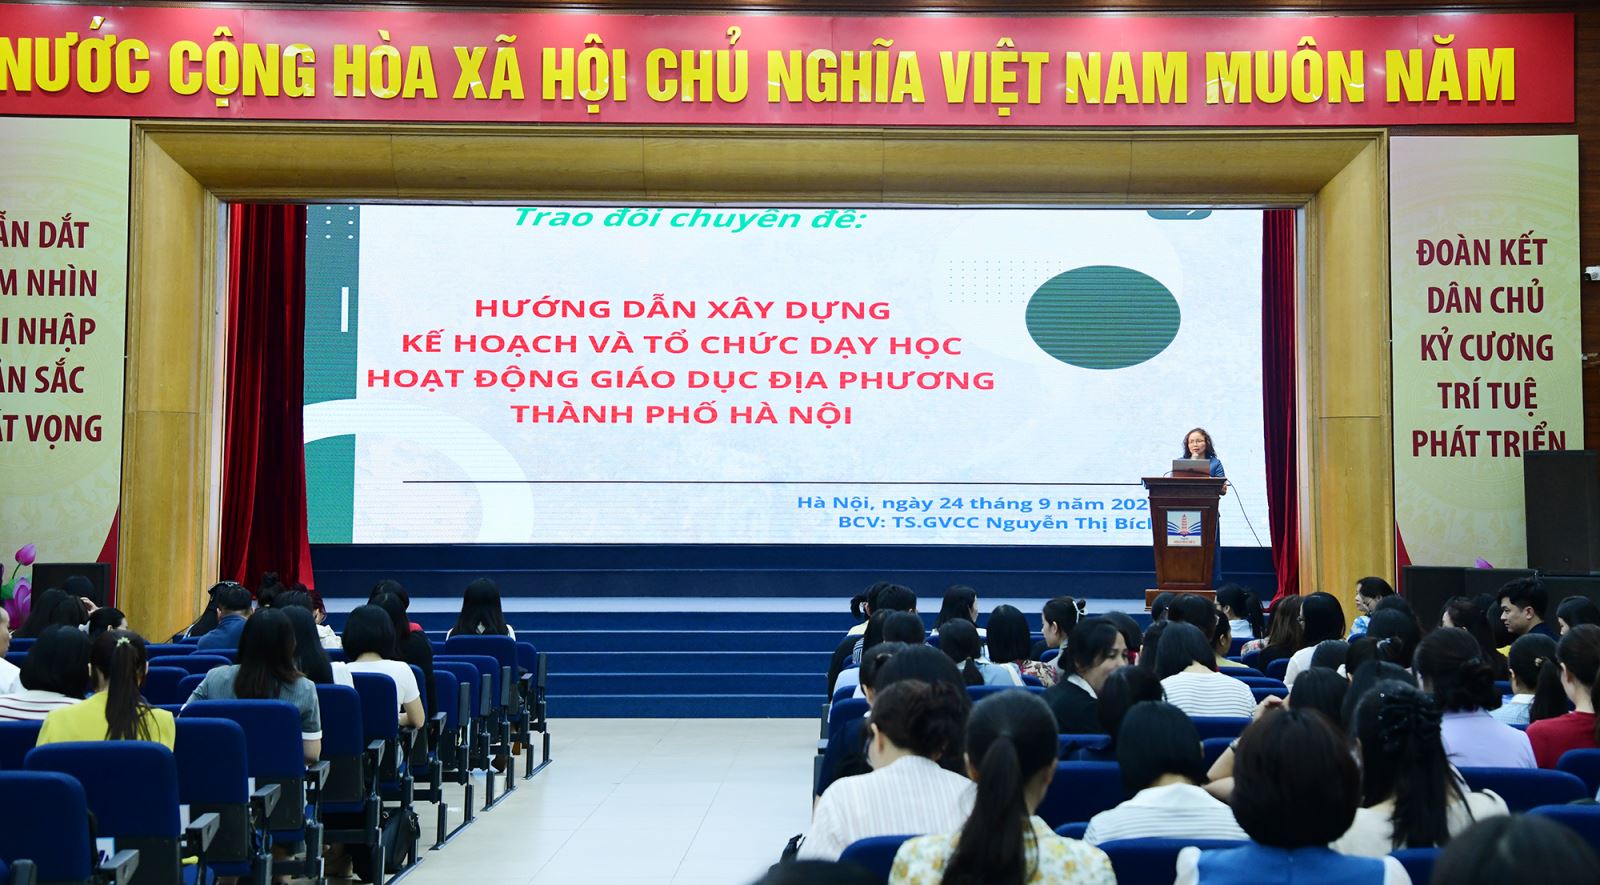 NƯỚC CỘNG HÒA XÃ HỘI CHỦ NGHĨA VIỆT NAM MUÔN NĂM
DẮT
NHÌN
NHẬP
SẮC
VỌNG
Trao đổi chuyên đề:
HƯỚNG DẪN XÂY DỰNG
KẾ HOẠCH VÀ TỔ CHỨC DẠY HỌC
HOẠT ĐỘNG GIÁO DỤC ĐỊA PHƯƠNG
THÀNH PHỐ HÀ NỘI
Hà Nội, ngày 24 tháng 9 năm
BCV: TS.GVCC Nguyễn Thị Bích
ĐOÀN KẾT
DÂN CHỦ
KỶ CƯƠNG
TRÍ TUỆ
PHÁT TRIỂN